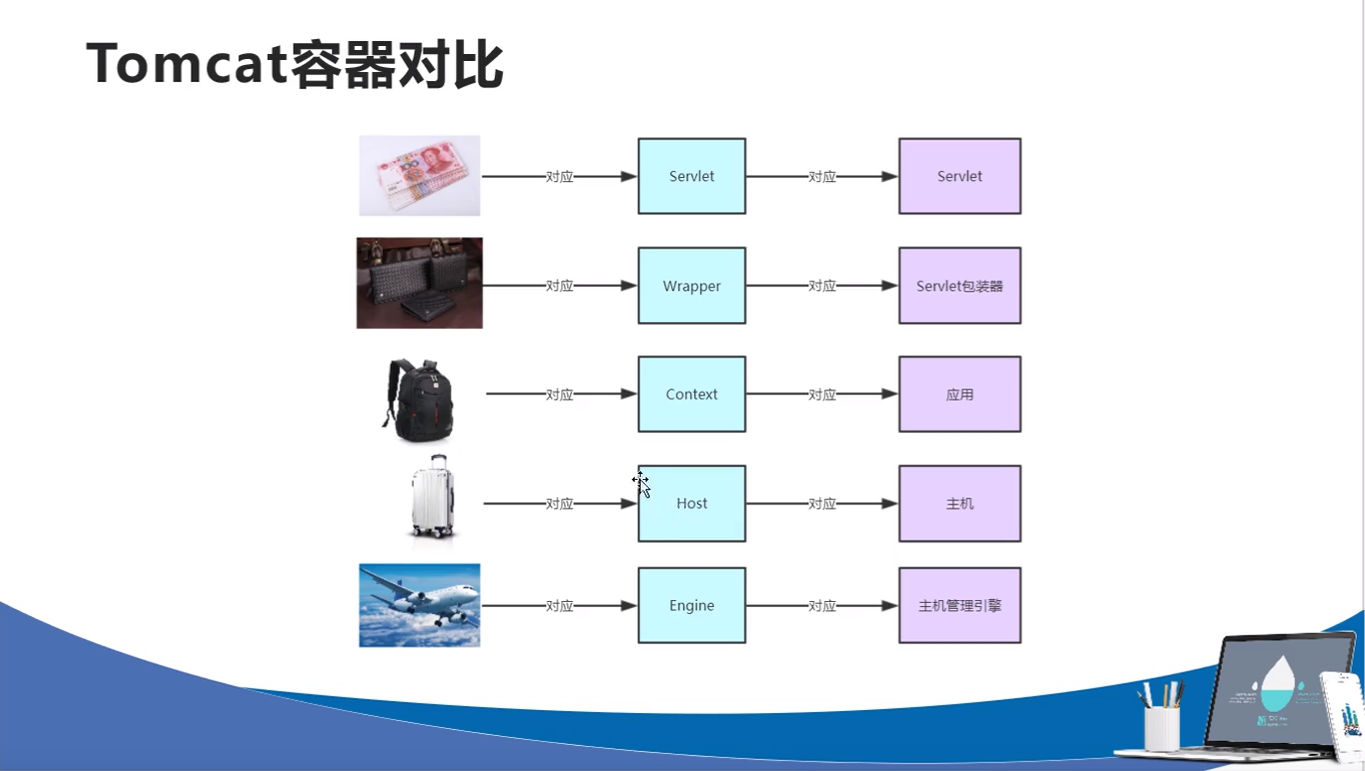 Tomcat容器对比
对应 Servlet 对应 Servlet
对应 Wrapper 对应 Servlet包装器
对应 Context 对应 应用
对应 Host 对应 主机
对应 Engine 对应 主机管理引擎